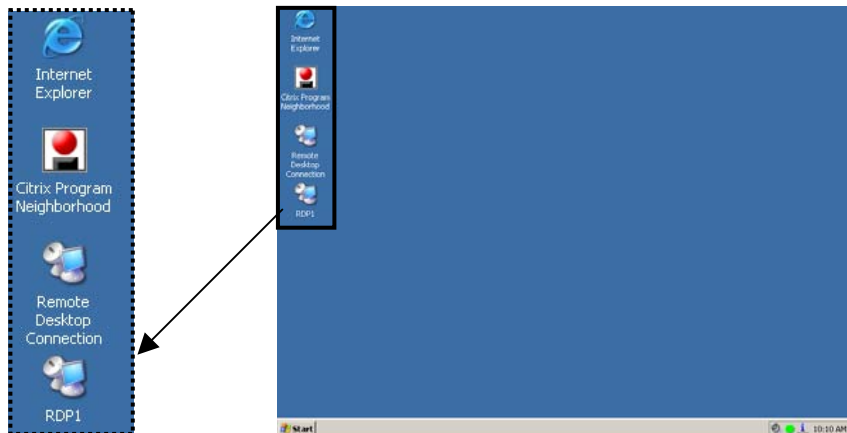 Internet
Explorer
Citrix Program
Neighborhood
Remote
Desktop
Connection
RDP1
Internet
Explorer
Citrix Program
Neighborhood
Remote
Desktop
Connection
RDP1
Start
10:10 AM